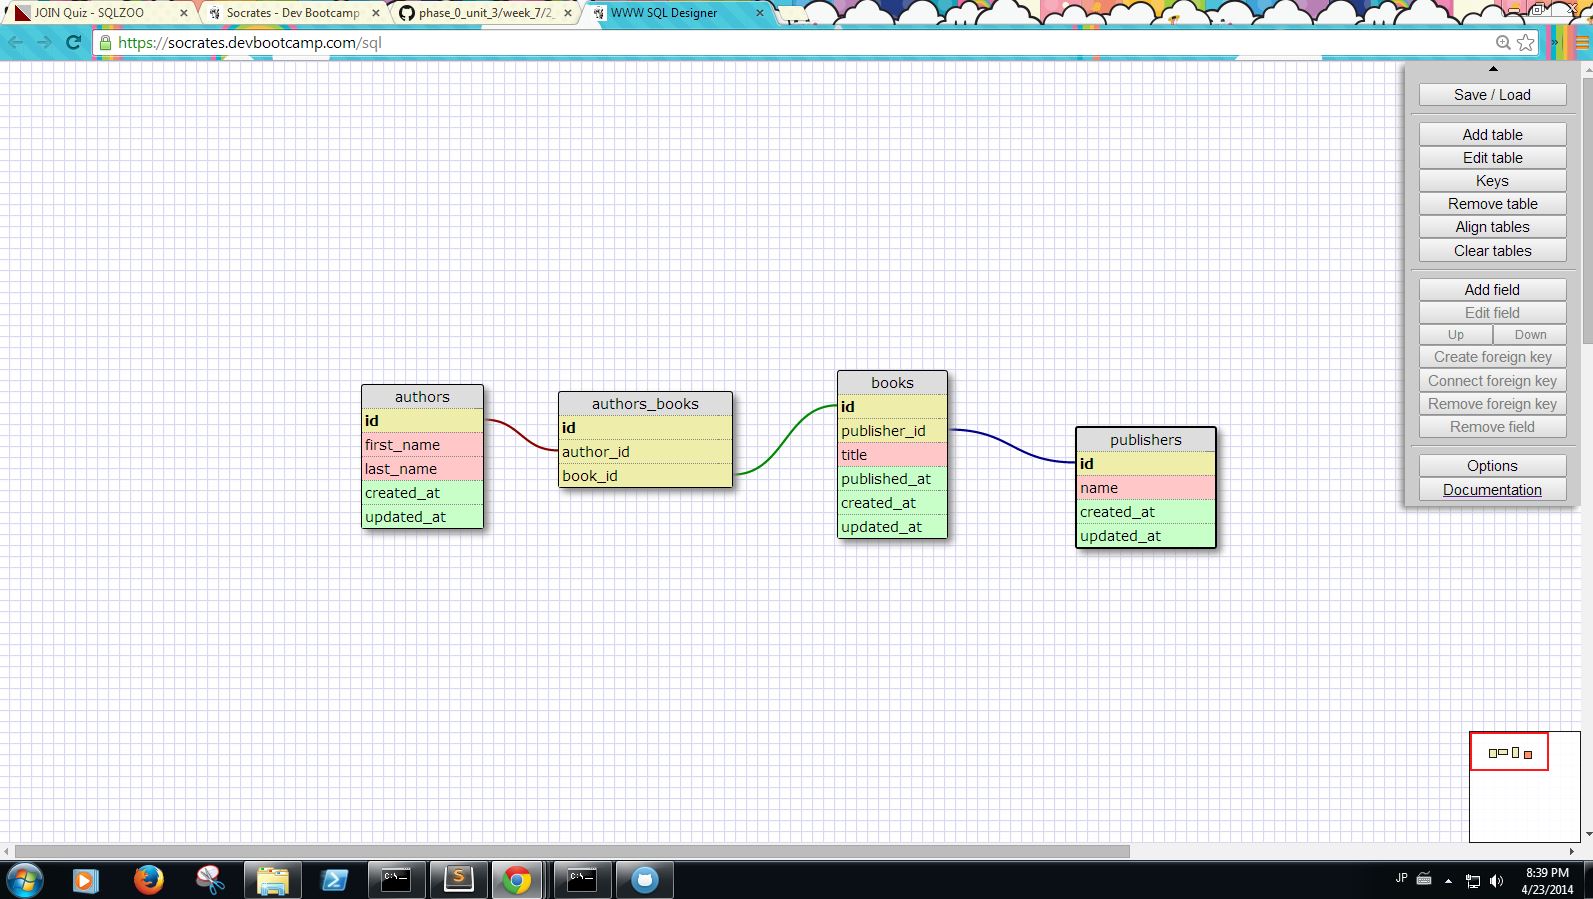 JOIN Quiz - SQLZOO
Socrates - Dev Bootcamp
phase_0_unit_3/week_7/2_
WWW SQL Designer
https://socrates.devbootcamp.com/sql
Save / Load
Add table
Edit table
Keys
Remove table
Align tables
Clear tables
Add field
Edit field
Up Down
Create foreign key
Connect foreign key
Remove foreign key
Remove field
Options
Documentation
authors
id
first_name
last_name
created_at
updated_at
authors_books
id
author_id
book_id
books
id
publisher_id
title
published_at
created_at
updated_at
publishers
id
name
created_at
updated_at
C:\_
S
C:\_
JP
8:39 PM
4/23/2014